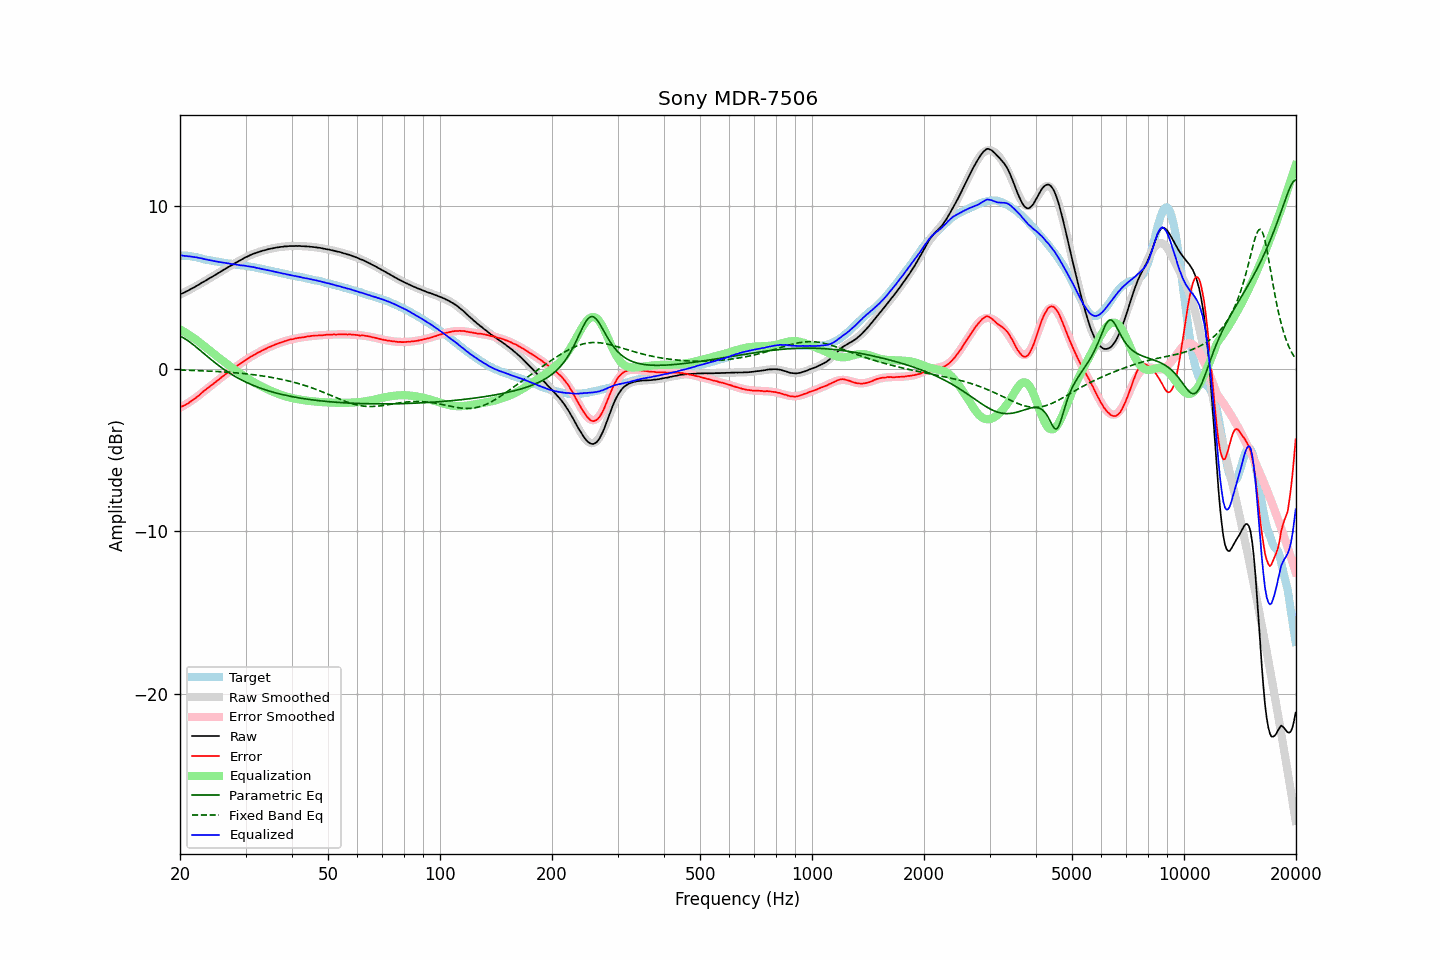 Sony MDR-7506
Amplitude (dBr)
10
0
−10
−20
Target
Raw Smoothed
Error Smoothed
Raw
Error
Equalization
Parametric Eq
Fixed Band Eq
Equalized
20 50 100 200 500 1000 2000 5000 10000 20000
Frequency (Hz)